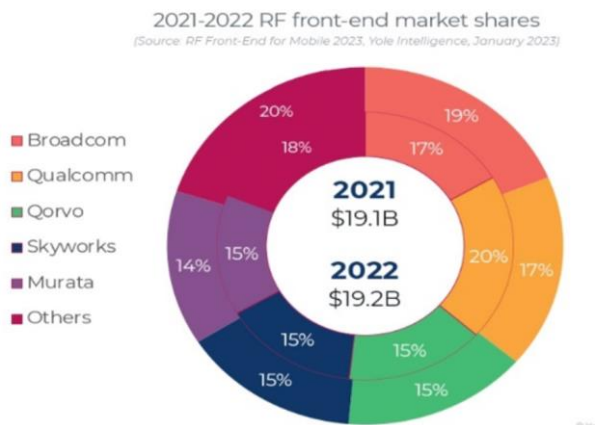 2021-2022 RF front-end market shares
(Source: RF Front-End for Mobile 2023, Yole Intelligence, January 2023)
Broadcom
Qualcomm
Qorvo
Skyworks
Murata
Others
20%
19%
18%
17%
2021
$19.1B
2022
$19.2B
14%
15%
20%
17%
15%
15%
15%
15%